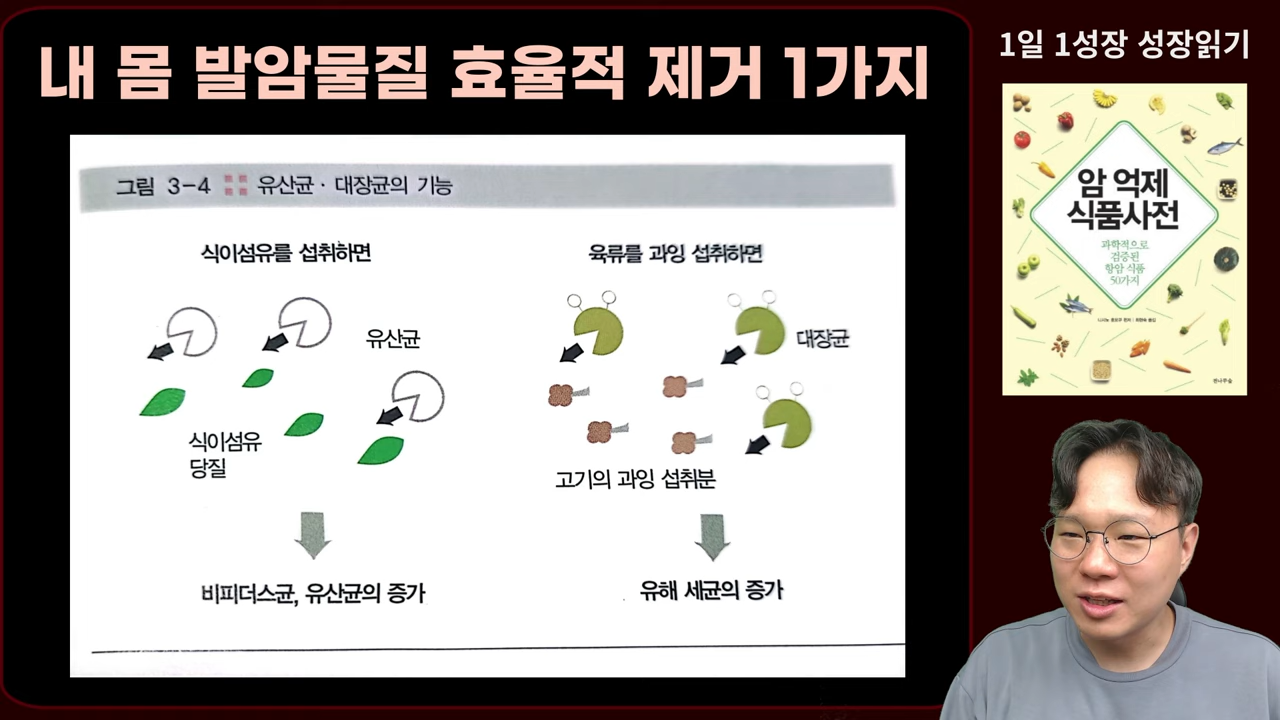 내 몸 발암물질 효율적 제거 1가지
1일 1성장 성장읽기
그림 3-4 유산균·대장균의 기능
식이섬유를 섭취하면
육류를 과잉 섭취하면
유산균
대장균
식이섬유
당질
고기의 과잉 섭취분
비피더스균, 유산균의 증가
유해 세균의 증가
암 억제
식품사전
과학적으로
검증된
항암 식품
50가지
전나무숲